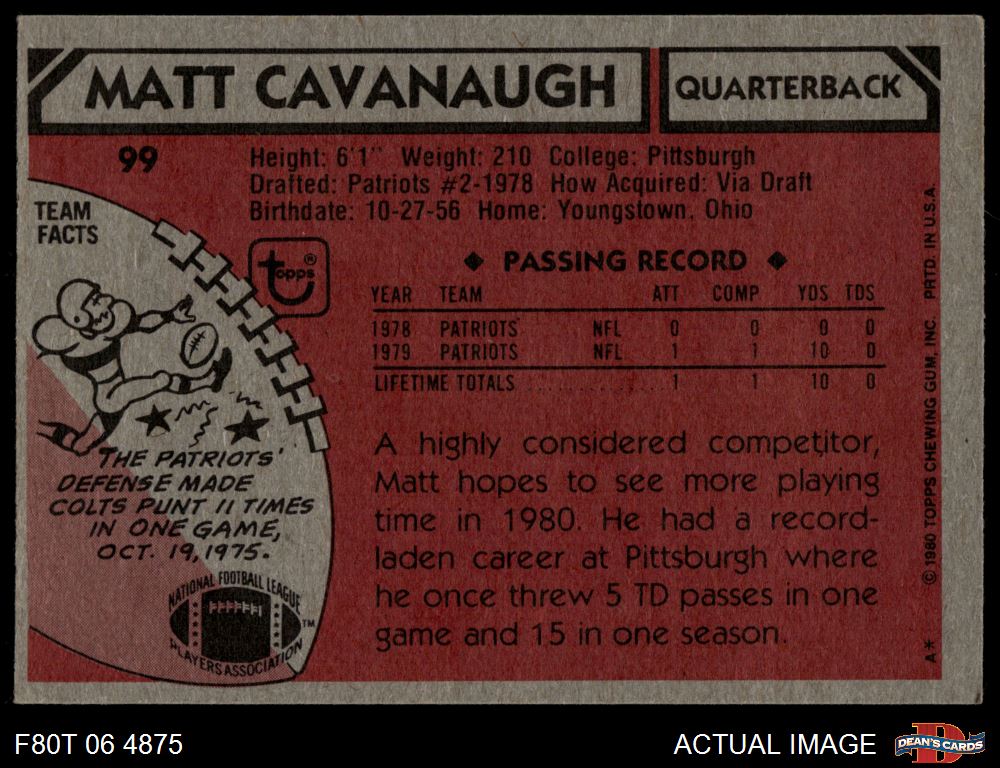 MATT CAVANAUGH
QUARTERBACK
99
Height: 6'1" Weight: 210 College: Pittsburgh
Drafted: Patriots #2-1978 How Acquired: Via Draft
Birthdate: 10-27-56 Home: Youngstown, Ohio
TEAM
FACTS
topps®
◆ PASSING RECORD ◆
YEAR TEAM ATT COMP YDS TDS
1978 PATRIOTS NFL 0 0 0 0
1979 PATRIOTS NFL 1 1 10 0
LIFETIME TOTALS .................... 1 1 10 0
A highly considered competitor,
Matt hopes to see more playing
time in 1980. He had a record-
laden career at Pittsburgh where
he once threw 5 TD passes in one
game and 15 in one season.
THE PATRIOTS'
DEFENSE MADE
COLTS PUNT 11 TIMES
IN ONE GAME,
OCT. 19, 1975.
NATIONAL FOOTBALL LEAGUE
PLAYERS ASSOCIATION
TM
A* © 1980 TOPPS CHEWING GUM, INC. PRTD. IN U.S.A.
F80T 06 4875
ACTUAL IMAGE
D
DEAN'S CARDS